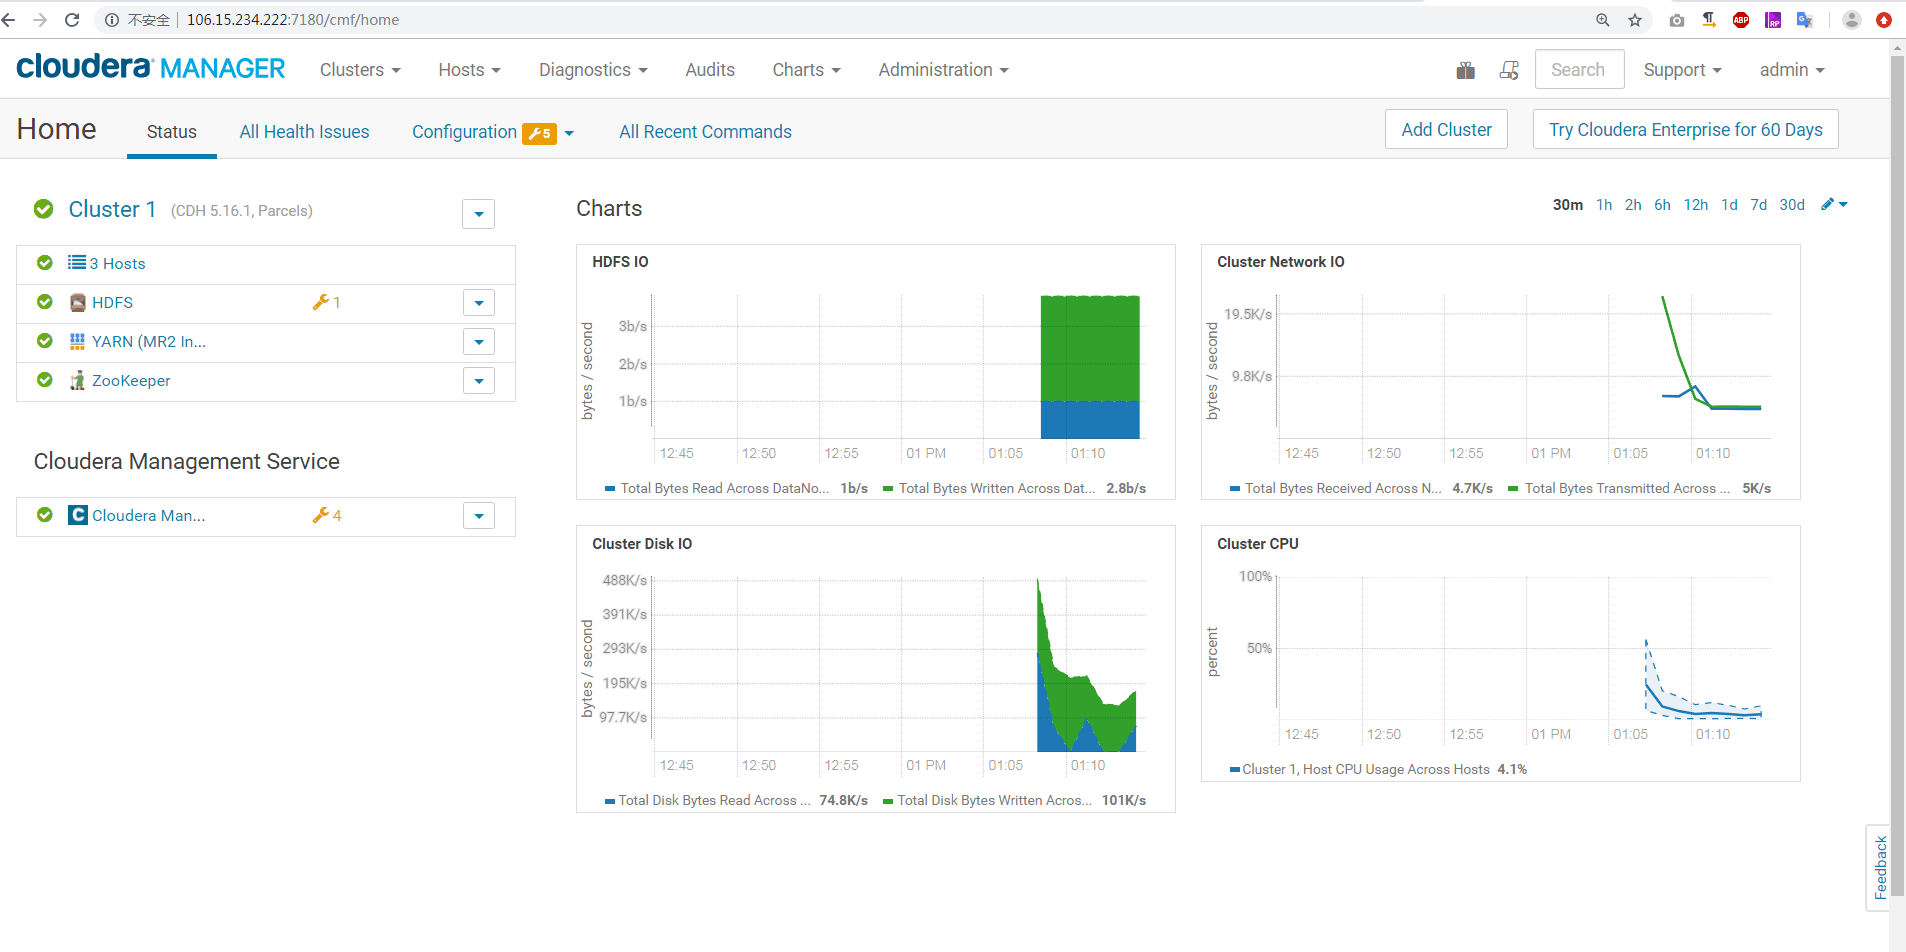 不安全 106.15.234.222:7180/cmf/home
cloudera MANAGER Clusters Hosts Diagnostics Audits Charts Administration Search Support admin
Home Status All Health Issues Configuration 5 All Recent Commands Add Cluster Try Cloudera Enterprise for 60 Days
Cluster 1 (CDH 5.16.1, Parcels)
3 Hosts
HDFS 1
YARN (MR2 In...
ZooKeeper
Cloudera Management Service
C Cloudera Man... 4
Charts
30m 1h 2h 6h 12h 1d 7d 30d
HDFS IO
bytes / second
3b/s
2b/s
1b/s
12:45 12:50 12:55 01 PM 01:05 01:10
Total Bytes Read Across DataNo... 1b/s Total Bytes Written Across Dat... 2.8b/s
Cluster Network IO
bytes / second
19.5K/s
9.8K/s
12:45 12:50 12:55 01 PM 01:05 01:10
Total Bytes Received Across N... 4.7K/s Total Bytes Transmitted Across ... 5K/s
Cluster Disk IO
bytes / second
488K/s
391K/s
293K/s
195K/s
97.7K/s
12:45 12:50 12:55 01 PM 01:05 01:10
Total Disk Bytes Read Across ... 74.8K/s Total Disk Bytes Written Acros... 101K/s
Cluster CPU
percent
100%
50%
12:45 12:50 12:55 01 PM 01:05 01:10
Cluster 1, Host CPU Usage Across Hosts 4.1%
Feedback
ABP
RP